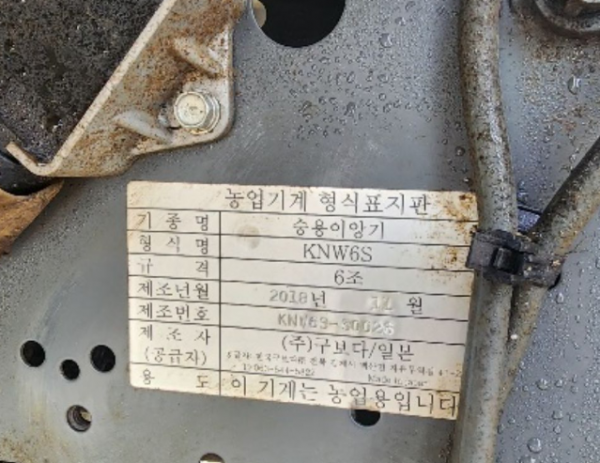 농업기계 형식표지판
기종명 승용이앙기
형식명 KNW6S
규격 6조
제조년월 2018년 월
제조번호
제조사 (주)구보다/일본
(공급자)
용도 이 기계는 농업용입니다